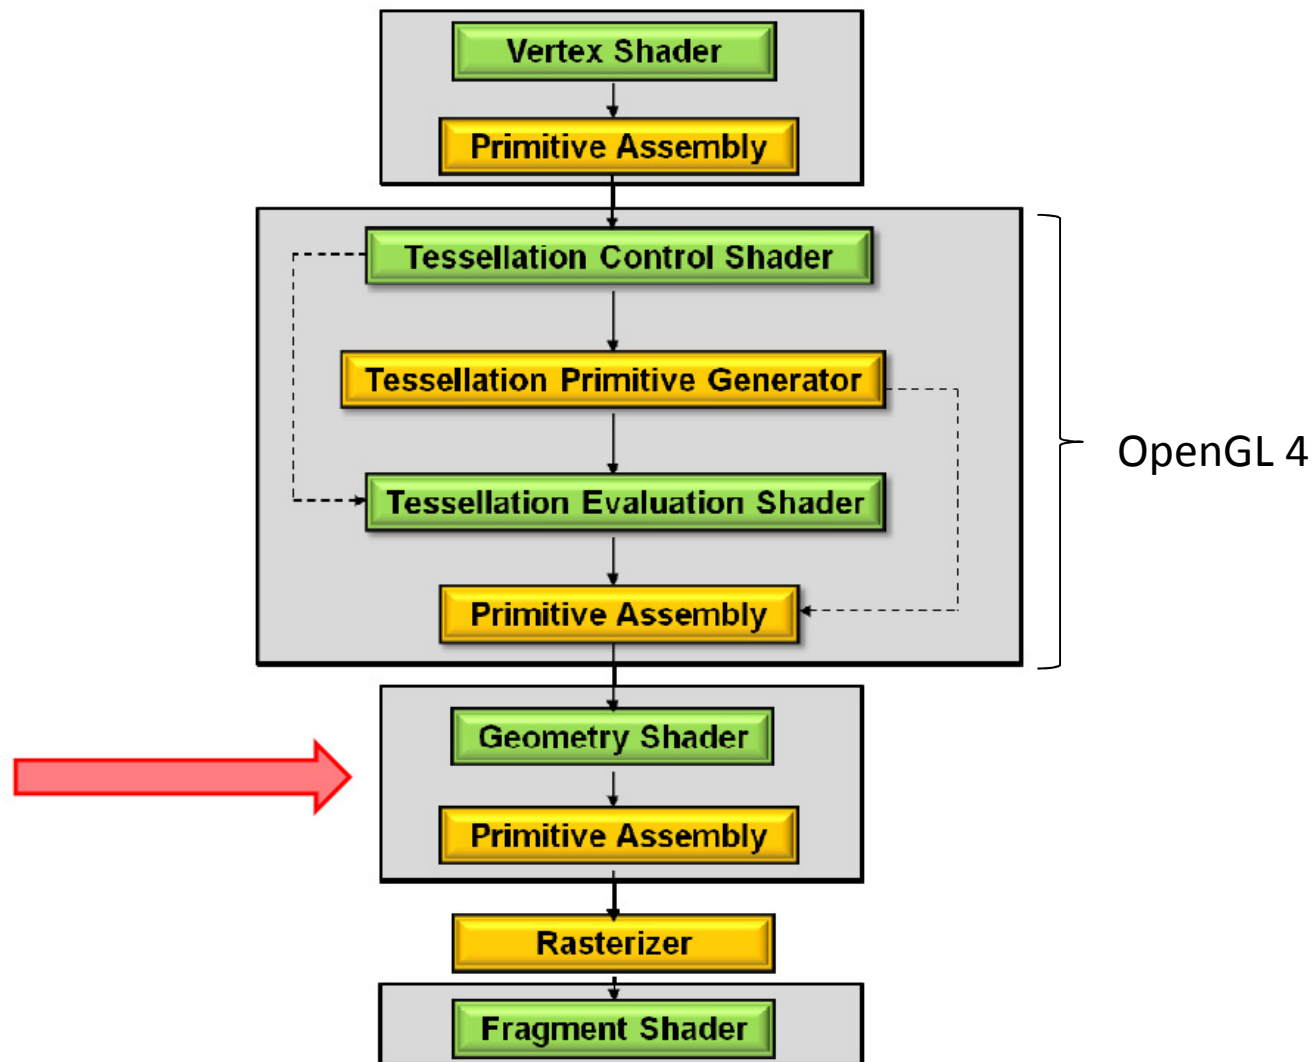 Vertex Shader
Primitive Assembly
Tessellation Control Shader
Tessellation Primitive Generator
OpenGL 4
Tessellation Evaluation Shader
Primitive Assembly
Geometry Shader
Primitive Assembly
Rasterizer
Fragment Shader